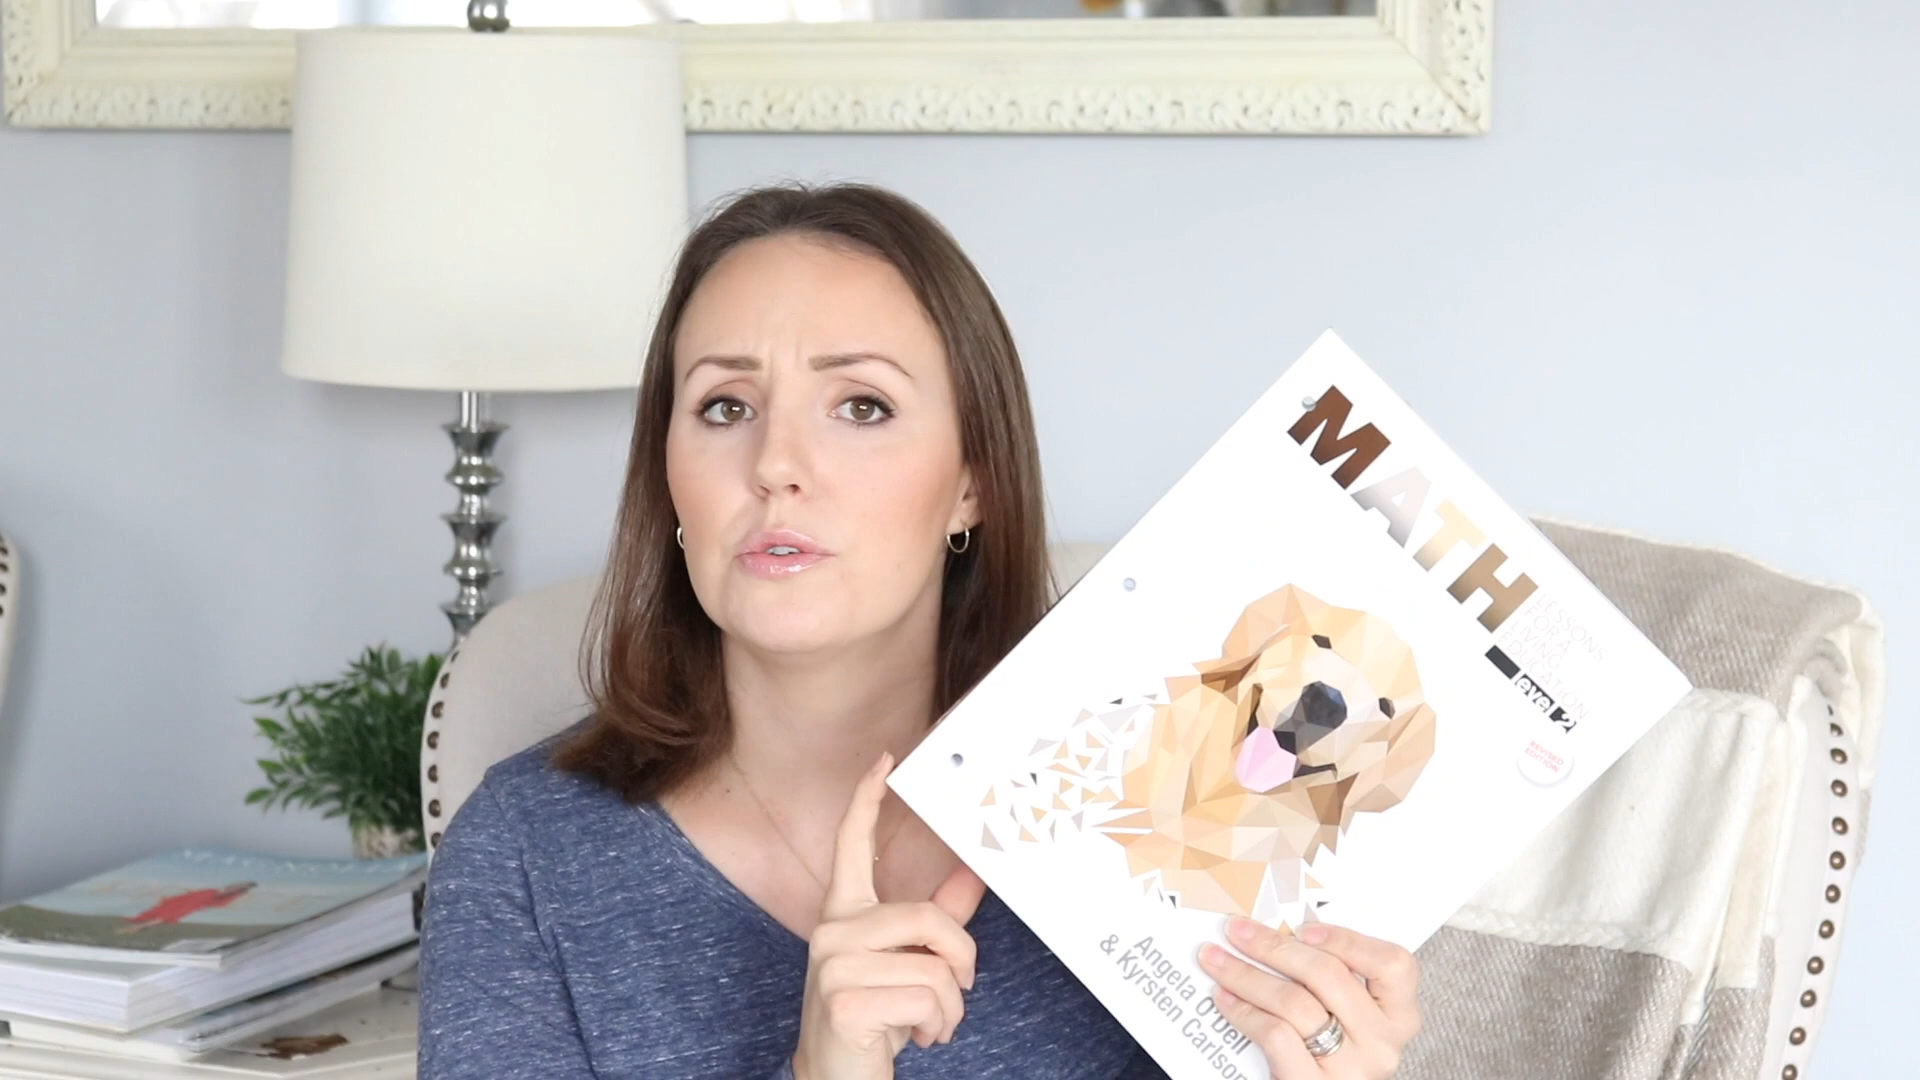 MATH
LESSONS
FOR A
LIVING
EDUCATION
level 2
REVISED
EDITION
Angela O'Dell
& Kyrsten Carlson